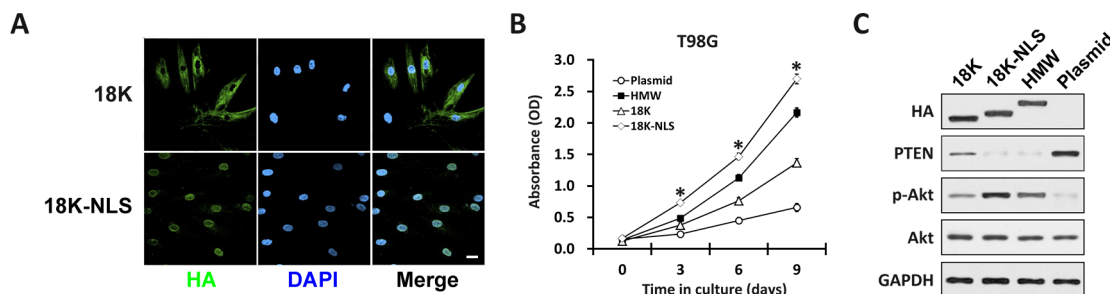 A
18K
18K-NLS
HA
DAPI
Merge
B
T98G
Absorbance (OD)
3.0
2.5
2.0
1.5
1.0
0.5
0.0
Plasmid
HMW
18K
18K-NLS
*
*
*
0
3
6
9
Time in culture (days)
C
18K
18K-NLS
HMW
Plasmid
HA
PTEN
p-Akt
Akt
GAPDH